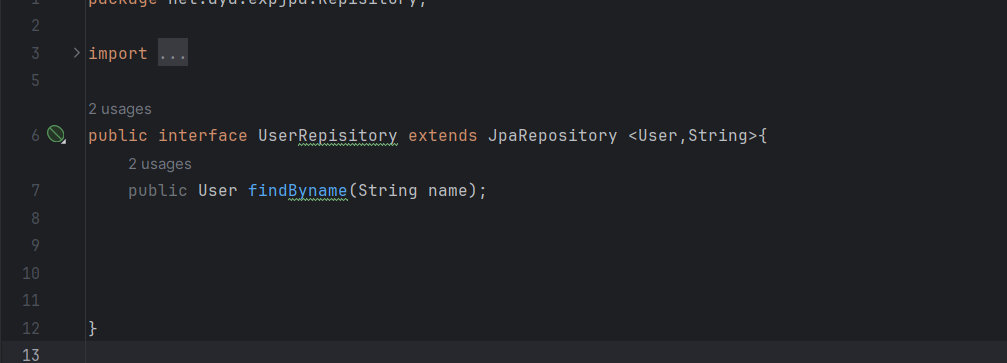 1 package net.ayd.expjpa.Repisitory;
2
3 import ...
5
2 usages
6 public interface UserRepisitory extends JpaRepository <User,String>{
2 usages
7 public User findByname(String name);
8
9
10
11
12 }
13